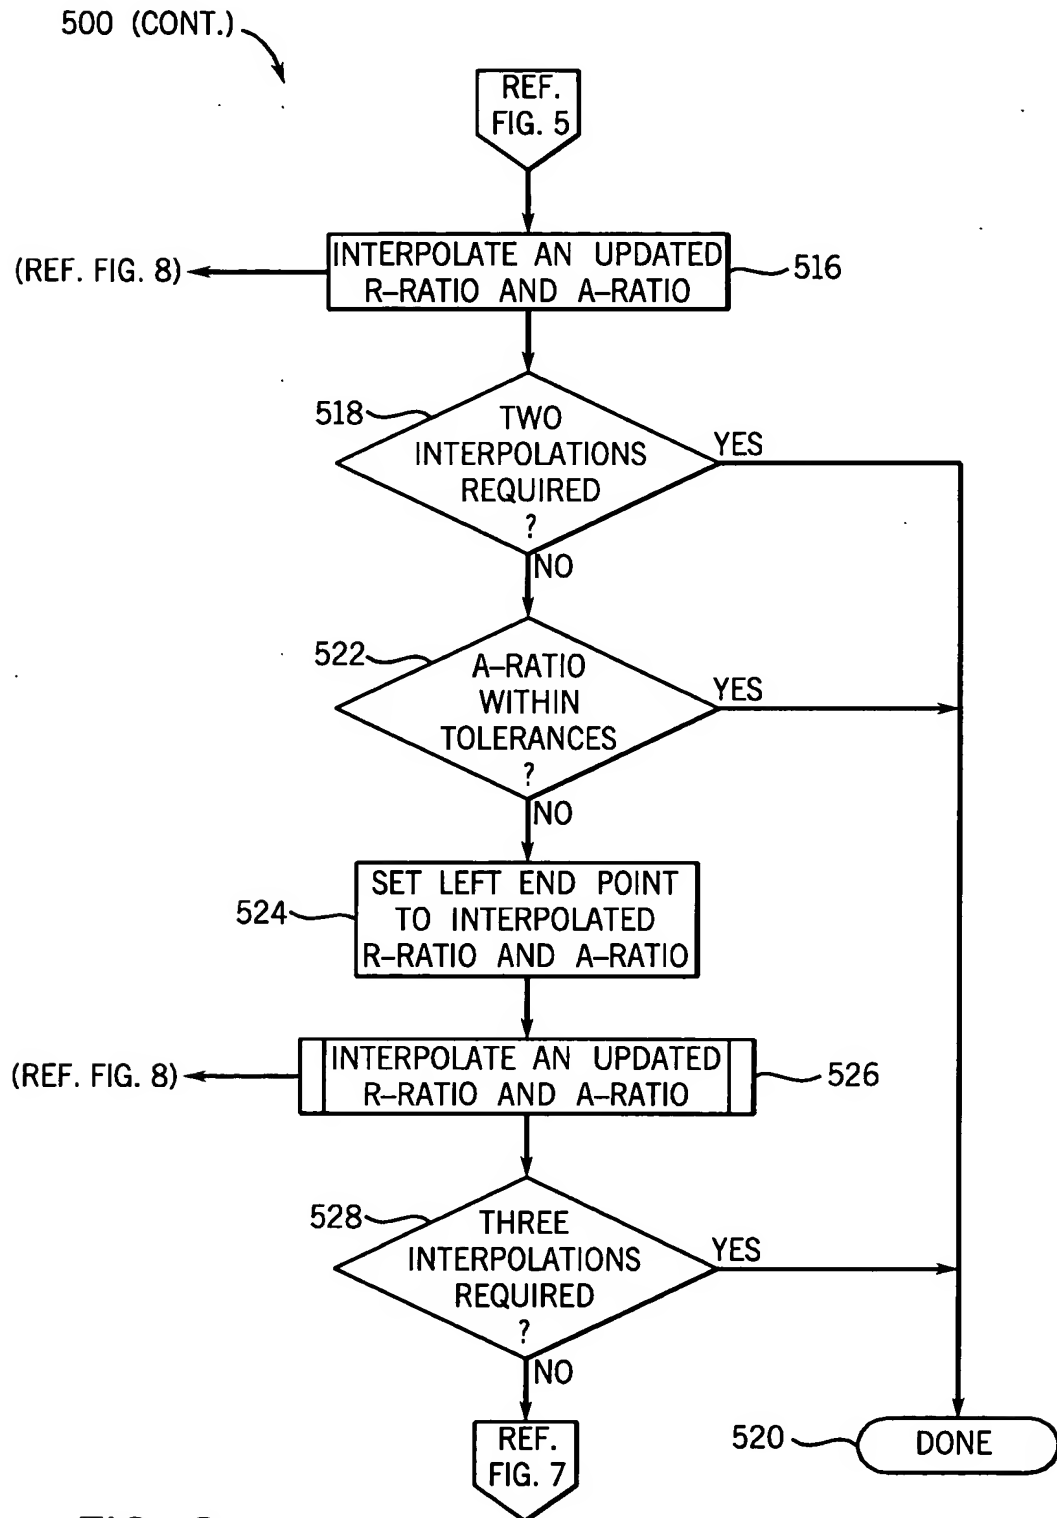 500 (CONT.)
REF.
FIG. 5
INTERPOLATE AN UPDATED
R-RATIO AND A-RATIO
516
(REF. FIG. 8)
518
TWO
INTERPOLATIONS
REQUIRED
?
YES
NO
522
A-RATIO
WITHIN
TOLERANCES
?
YES
NO
524
SET LEFT END POINT
TO INTERPOLATED
R-RATIO AND A-RATIO
(REF. FIG. 8)
INTERPOLATE AN UPDATED
R-RATIO AND A-RATIO
526
528
THREE
INTERPOLATIONS
REQUIRED
?
YES
NO
REF.
FIG. 7
520
DONE